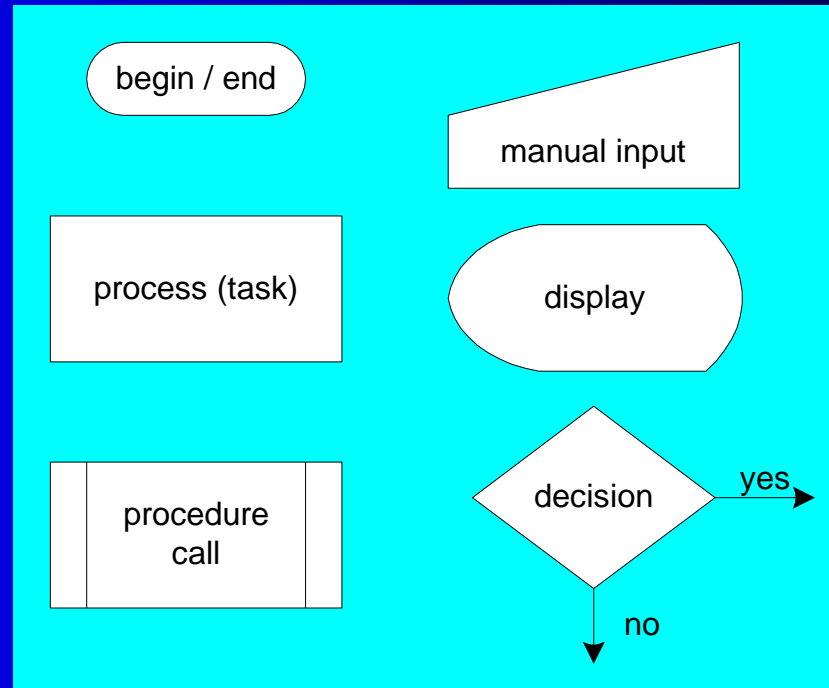 begin / end
manual input
process (task)
display
procedure
call
decision
yes
no